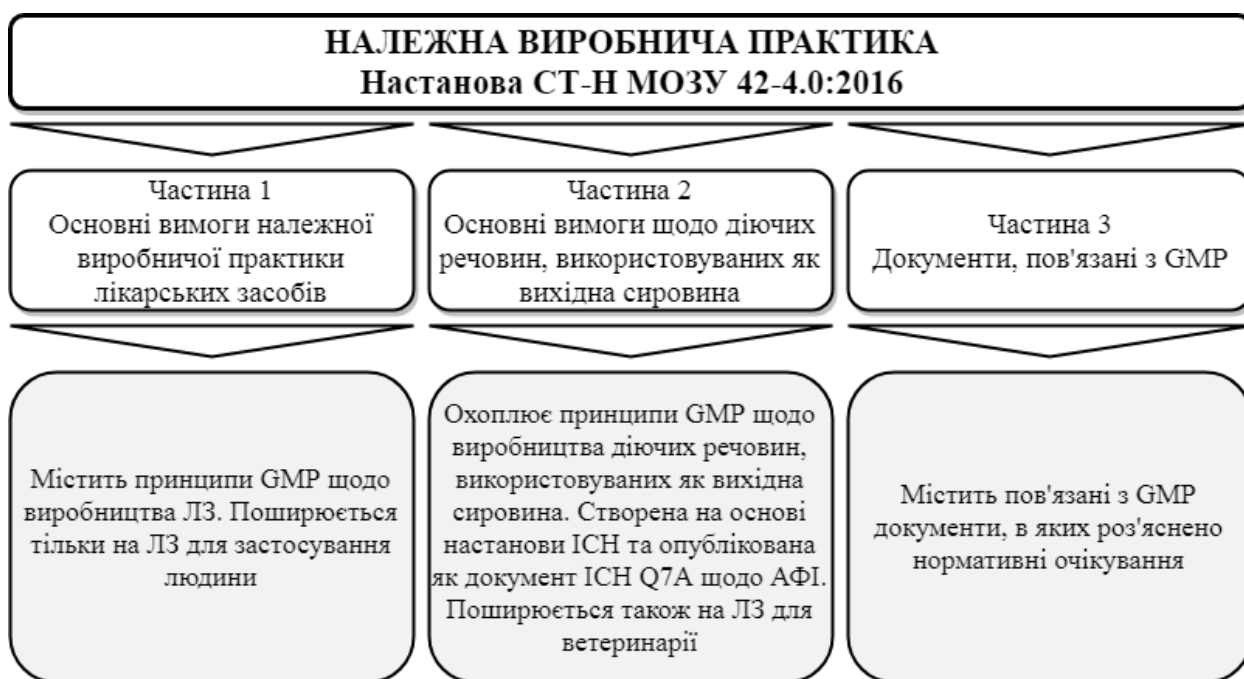 НАЛЕЖНА ВИРОБНИЧА ПРАКТИКА
Настанова СТ-Н МОЗУ 42-4.0:2016
Частина 1
Основні вимоги належної
виробничої практики
лікарських засобів
Частина 2
Основні вимоги щодо діючих
речовин, використовуваних як
вихідна сировина
Частина 3
Документи, пов'язані з GMP
Містить принципи GMP щодо
виробництва ЛЗ. Поширюється
тільки на ЛЗ для застосування
людини
Охоплює принципи GMP щодо
виробництва діючих речовин,
використовуваних як вихідна
сировина. Створена на основі
настанови ICH та опублікована
як документ ICH Q7A щодо АФІ.
Поширюється також на ЛЗ для
ветеринарії
Містить пов'язані з GMP
документи, в яких роз'яснено
нормативні очікування